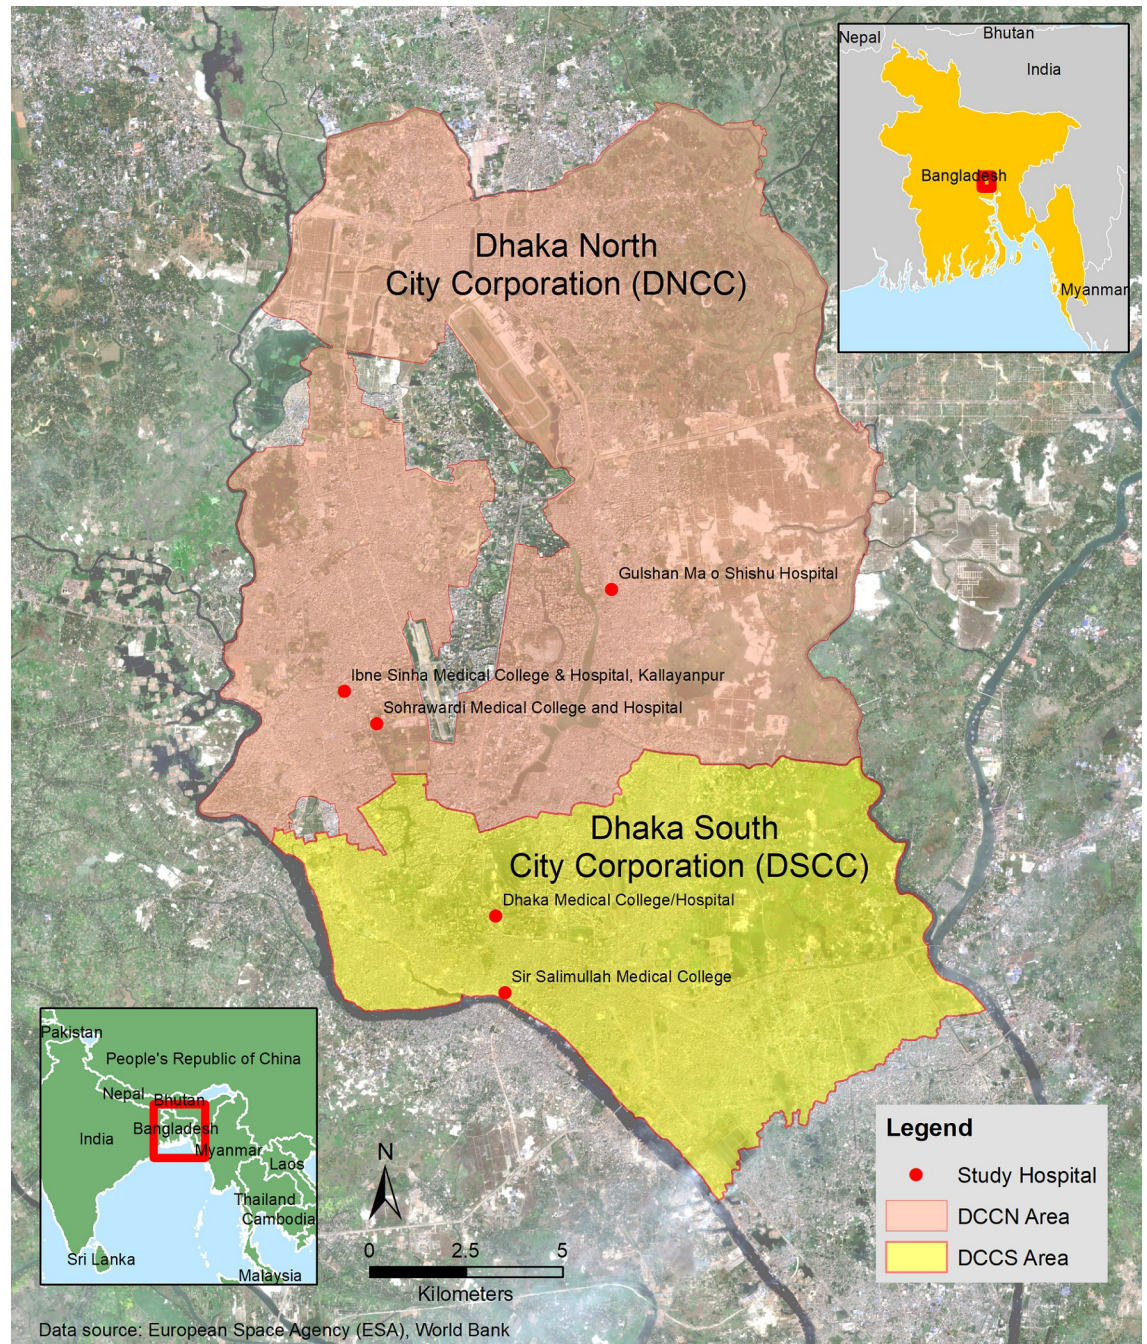 Nepal
Bhutan
India
Bangladesh
Myanmar
Dhaka North
City Corporation (DNCC)
Gulshan Ma o Shishu Hospital
Ibne Sinha Medical College & Hospital, Kallayanpur
Sohrawardi Medical College and Hospital
Dhaka South
City Corporation (DSCC)
Dhaka Medical College/Hospital
Sir Salimullah Medical College
Pakistan
People's Republic of China
Nepal
Bhutan
India
Bangladesh
Myanmar
Laos
Thailand
Cambodia
Sri Lanka
Malaysia
N
0 2.5 5
Kilometers
Legend
Study Hospital
DCCN Area
DCCS Area
Data source: European Space Agency (ESA), World Bank